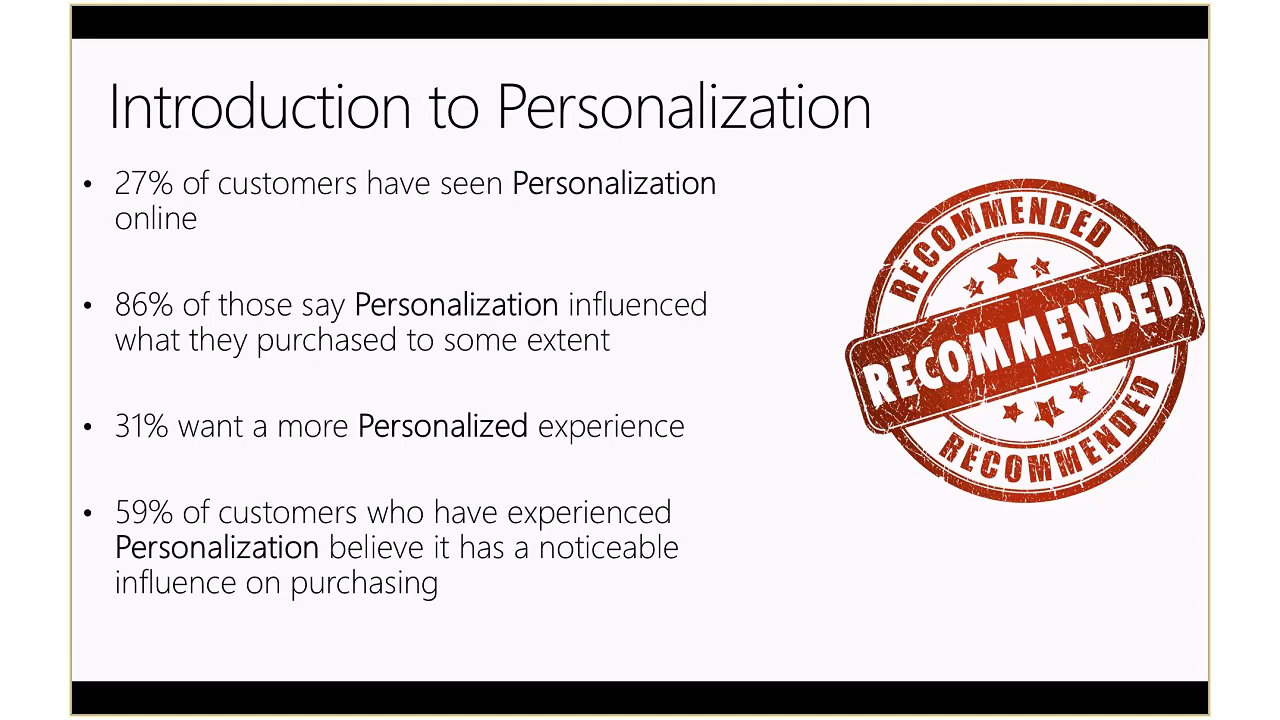 Introduction to Personalization
• 27% of customers have seen Personalization
online
• 86% of those say Personalization influenced
what they purchased to some extent
• 31% want a more Personalized experience
• 59% of customers who have experienced
Personalization believe it has a noticeable
influence on purchasing
RECOMMENDED
RECOMMENDED
RECOMMENDED